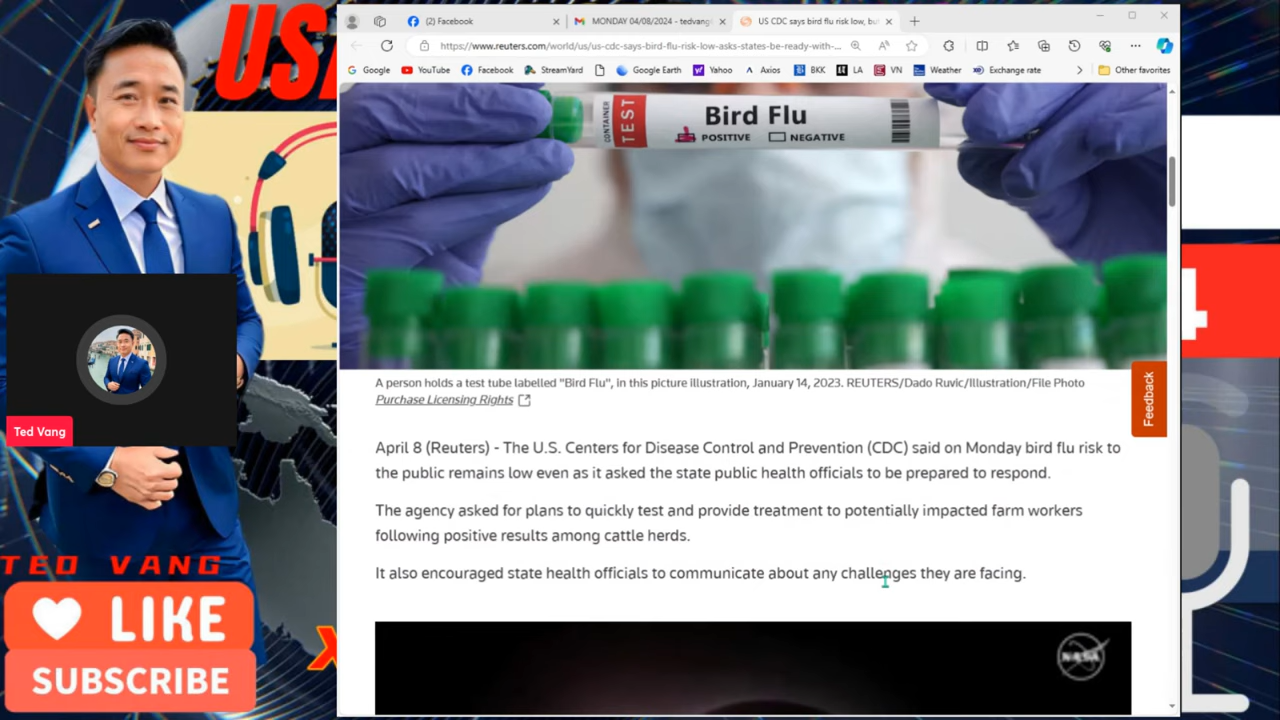 US
(2) Facebook
MONDAY 04/08/2024 - tedvang
US CDC says bird flu risk low, bu
https://www.reuters.com/world/us/us-cdc-says-bird-flu-risk-low-asks-states-be-ready-with-...
Google YouTube Facebook StreamYard Google Earth Yahoo Axios BKK LA VN Weather Exchange rate Other favorites
CONTAINER
TEST
Bird Flu
POSITIVE NEGATIVE
A person holds a test tube labelled "Bird Flu", in this picture illustration, January 14, 2023. REUTERS/Dado Ruvic/Illustration/File Photo
Purchase Licensing Rights
Feedback
April 8 (Reuters) - The U.S. Centers for Disease Control and Prevention (CDC) said on Monday bird flu risk to
the public remains low even as it asked the state public health officials to be prepared to respond.
The agency asked for plans to quickly test and provide treatment to potentially impacted farm workers
following positive results among cattle herds.
It also encouraged state health officials to communicate about any challenges they are facing.
NASA
Ted Vang
TED VANG
LIKE
SUBSCRIBE
X
4